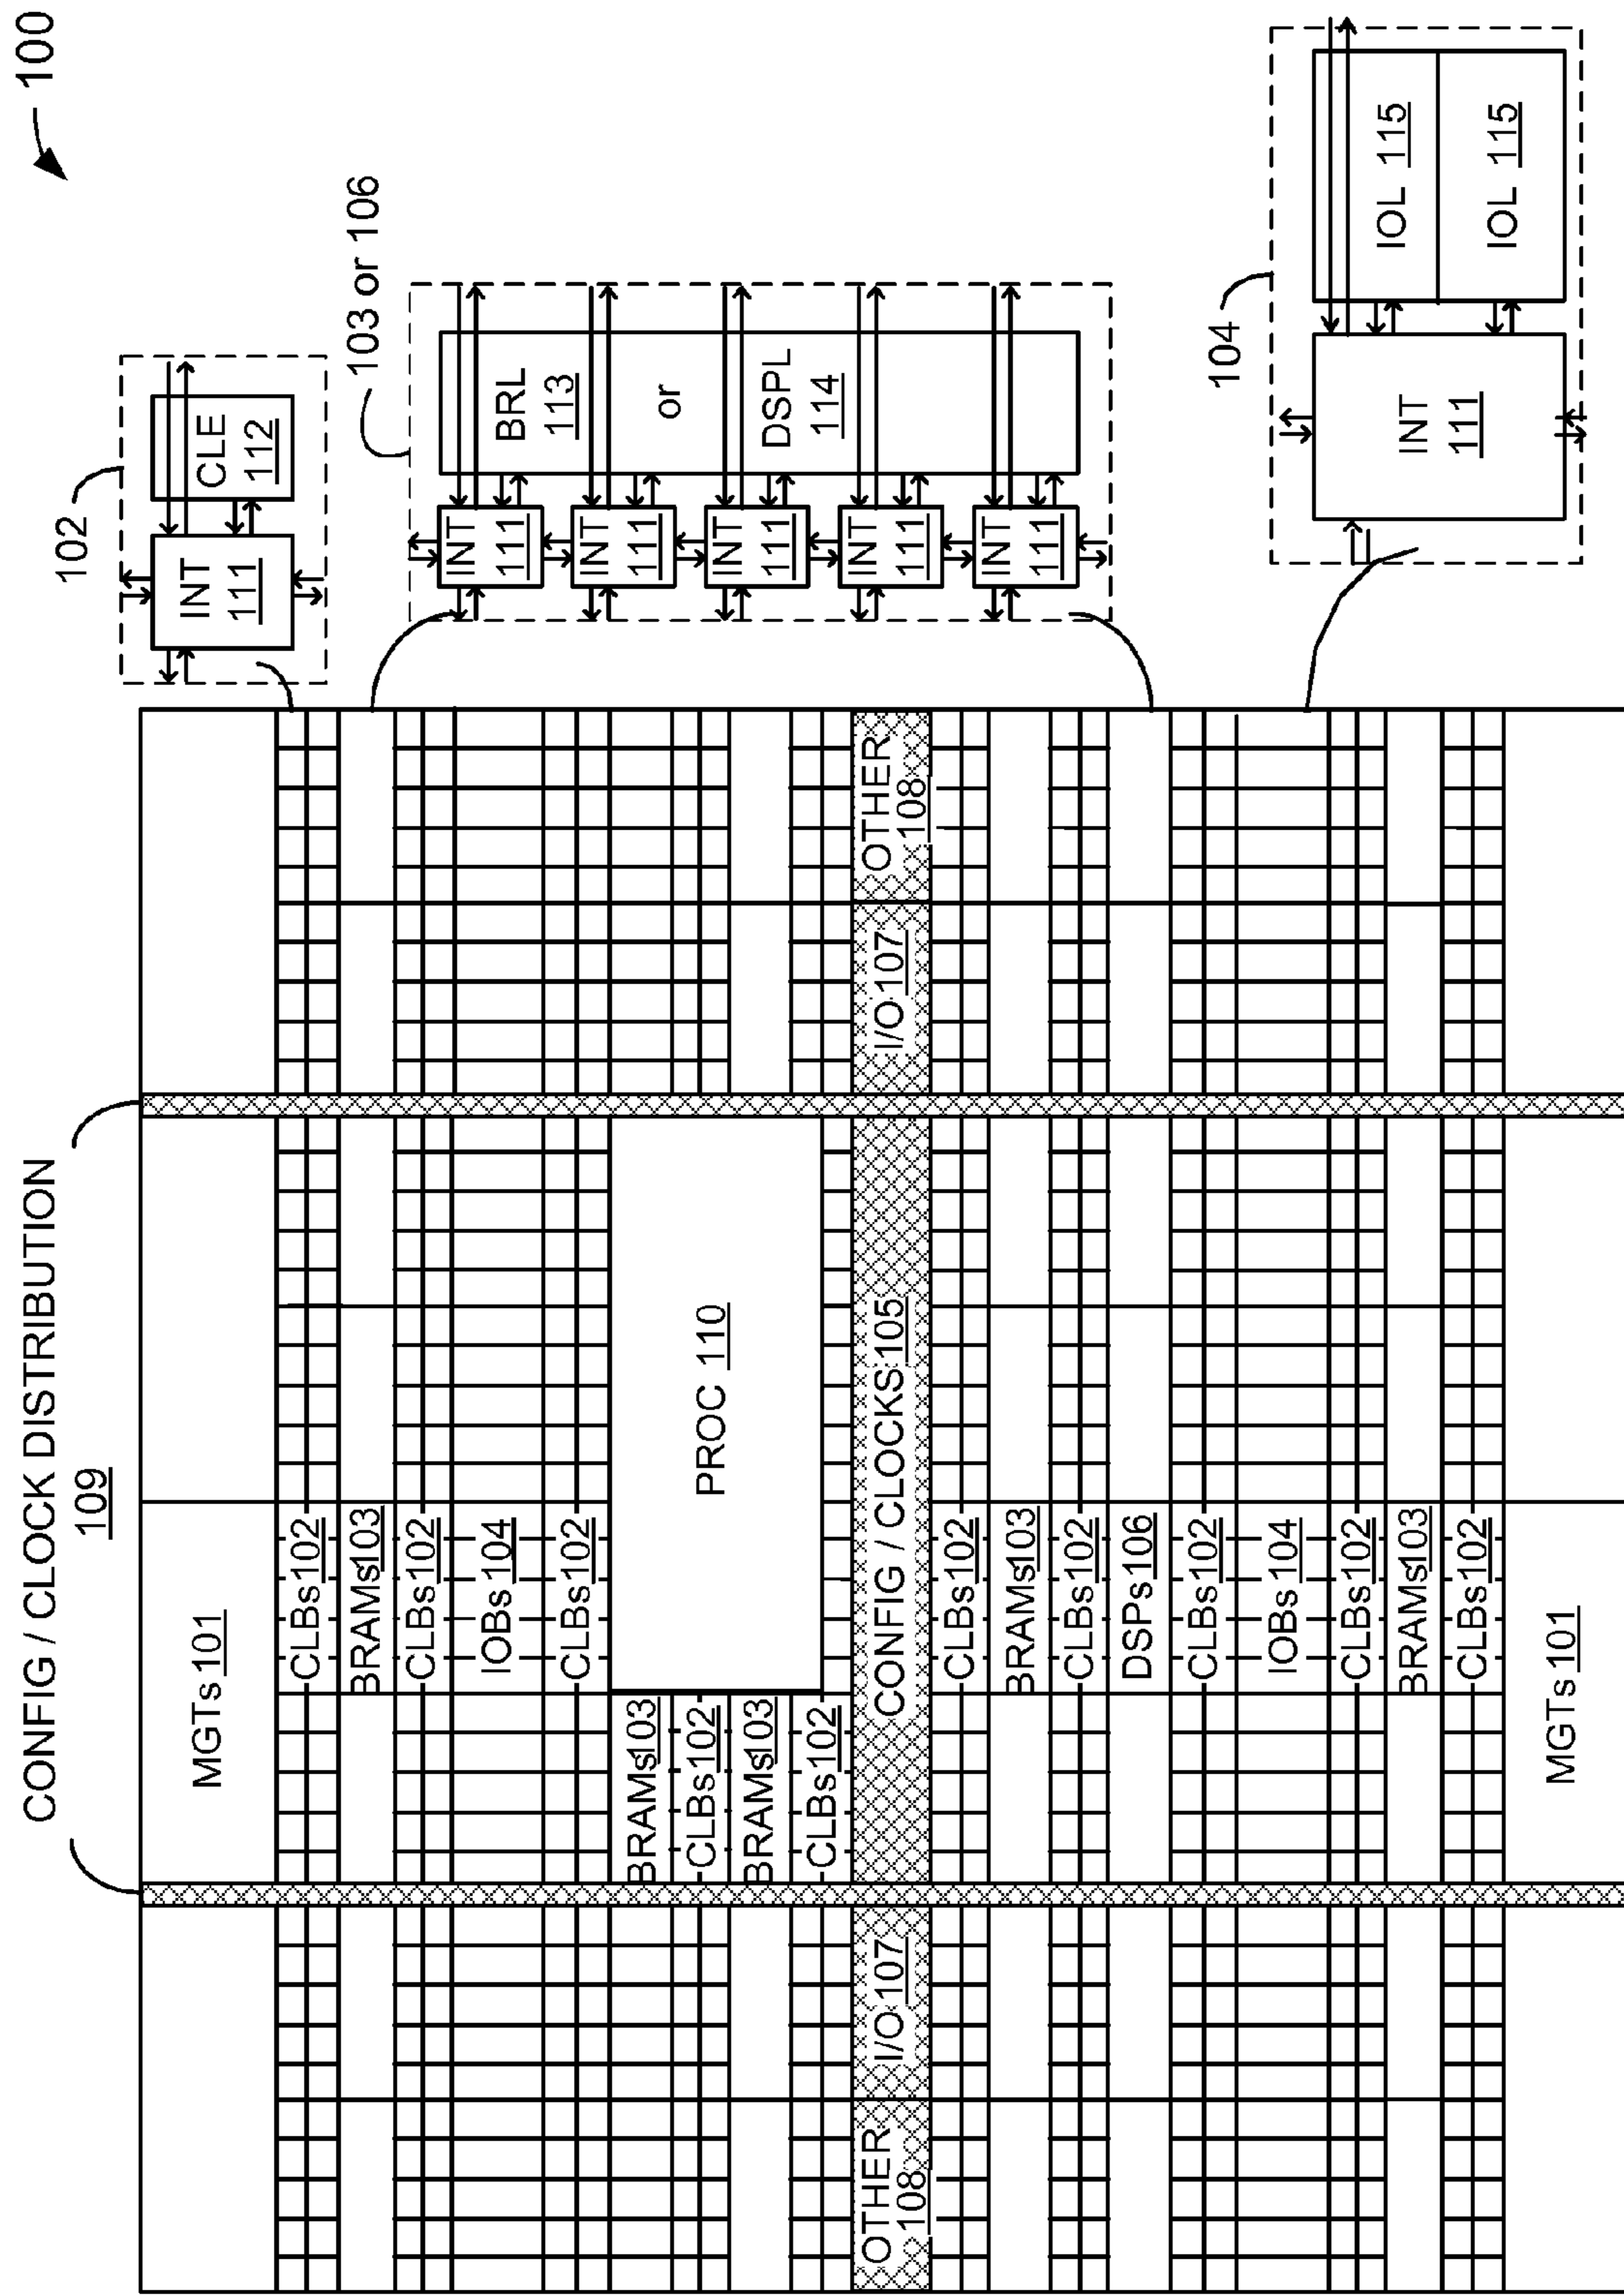 100
CONFIG / CLOCK DISTRIBUTION
109
MGTs 101
CLBs 102
BRAMs 103
CLBs 102
IOBs 104
CLBs 102
BRAMs 103
CLBs 102
BRAMs 103
CLBs 102
PROC 110
OTHER
108
I/O 107
CONFIG / CLOCKS 105
I/O 107
OTHER
108
CLBs 102
BRAMs 103
CLBs 102
DSPs 106
CLBs 102
IOBs 104
CLBs 102
BRAMs 103
CLBs 102
MGTs 101
102
INT
111
CLE
112
103 or 106
INT
111
INT
111
INT
111
INT
111
INT
111
BRL
113
or
DSPL
114
104
INT
111
IOL 115
IOL 115